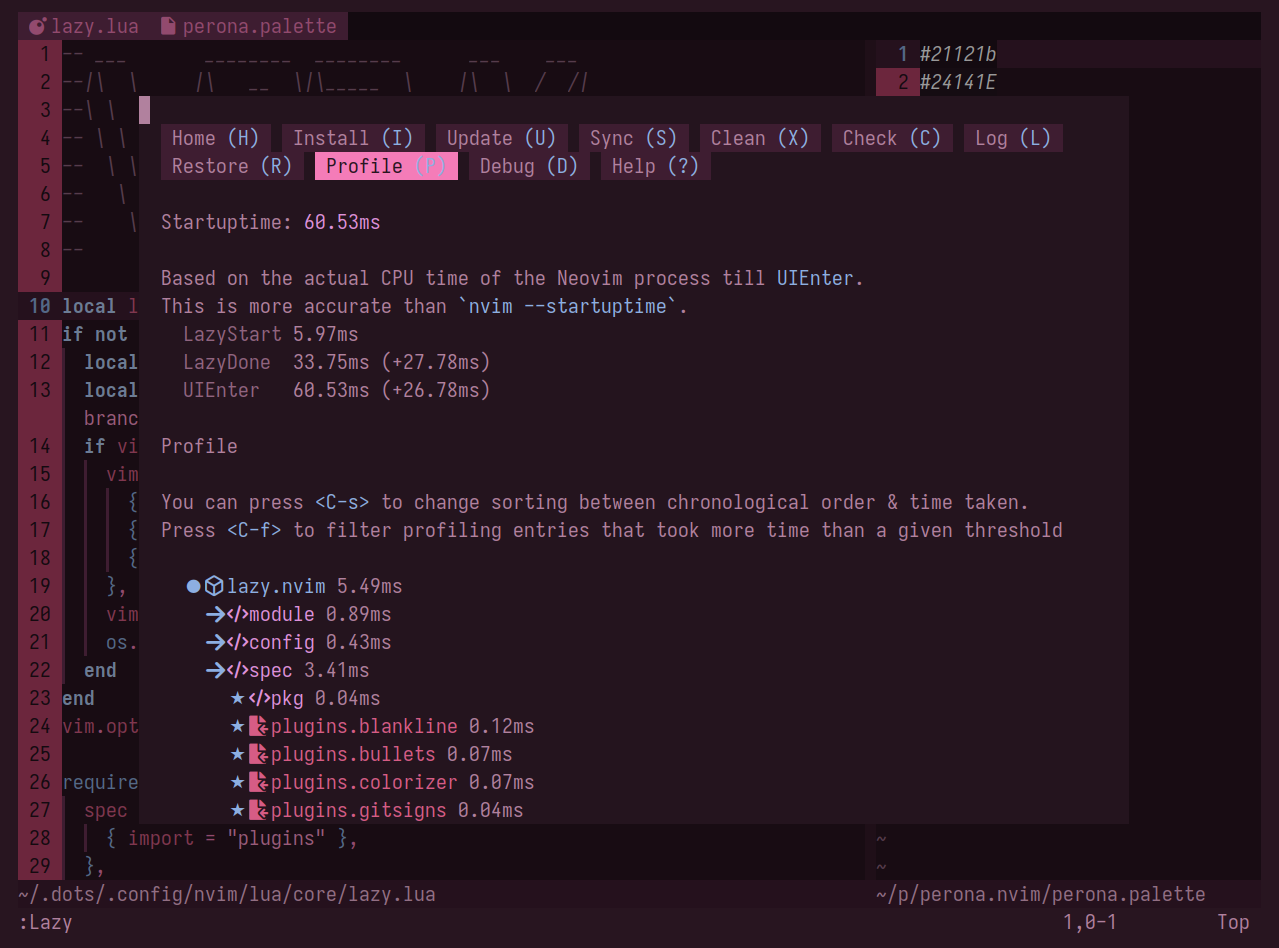 lazy.lua perona.palette
1 -- ___ ________ ________ ___ ___
2 --|\ \ |\ __ \|\_____ \ |\ \ / /|
3 --\ \
4 -- \ \
5 -- \ \
6 -- \
7 -- \
8 --
9
10 local l
11 if not
12 local
13 local
branc
14 if vi
15 vim
16 {
17 {
18 {
19 },
20 vim
21 os.
22 end
23 end
24 vim.opt
25
26 require
27 spec
28 { import = "plugins" },
29 },
1 #21121b
2 #24141E
~
~
Home (H) Install (I) Update (U) Sync (S) Clean (X) Check (C) Log (L)
Restore (R) Profile (P) Debug (D) Help (?)
Startuptime: 60.53ms
Based on the actual CPU time of the Neovim process till UIEnter.
This is more accurate than `nvim --startuptime`.
LazyStart 5.97ms
LazyDone 33.75ms (+27.78ms)
UIEnter 60.53ms (+26.78ms)
Profile
You can press <C-s> to change sorting between chronological order & time taken.
Press <C-f> to filter profiling entries that took more time than a given threshold
● lazy.nvim 5.49ms
➜ </>module 0.89ms
➜ </>config 0.43ms
➜ </>spec 3.41ms
★ </>pkg 0.04ms
★ plugins.blankline 0.12ms
★ plugins.bullets 0.07ms
★ plugins.colorizer 0.07ms
★ plugins.gitsigns 0.04ms
~/.dots/.config/nvim/lua/core/lazy.lua ~/p/perona.nvim/perona.palette
:Lazy 1,0-1 Top